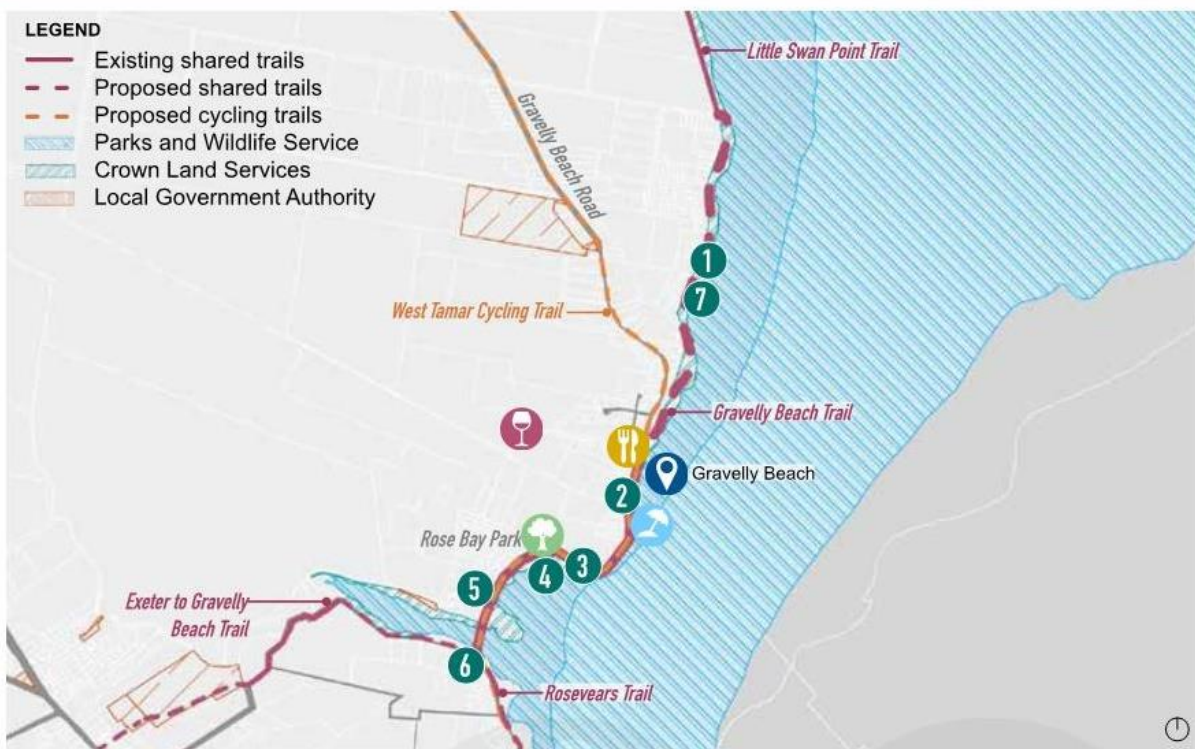 LEGEND
Existing shared trails
Proposed shared trails
Proposed cycling trails
Parks and Wildlife Service
Crown Land Services
Local Government Authority
Little Swan Point Trail
Gravelly Beach Road
1
West Tamar Cycling Trail
7
Gravelly Beach Trail
Gravelly Beach
2
Rose Bay Park
3
4
5
Exeter to Gravelly
Beach Trail
6
Rosevears Trail